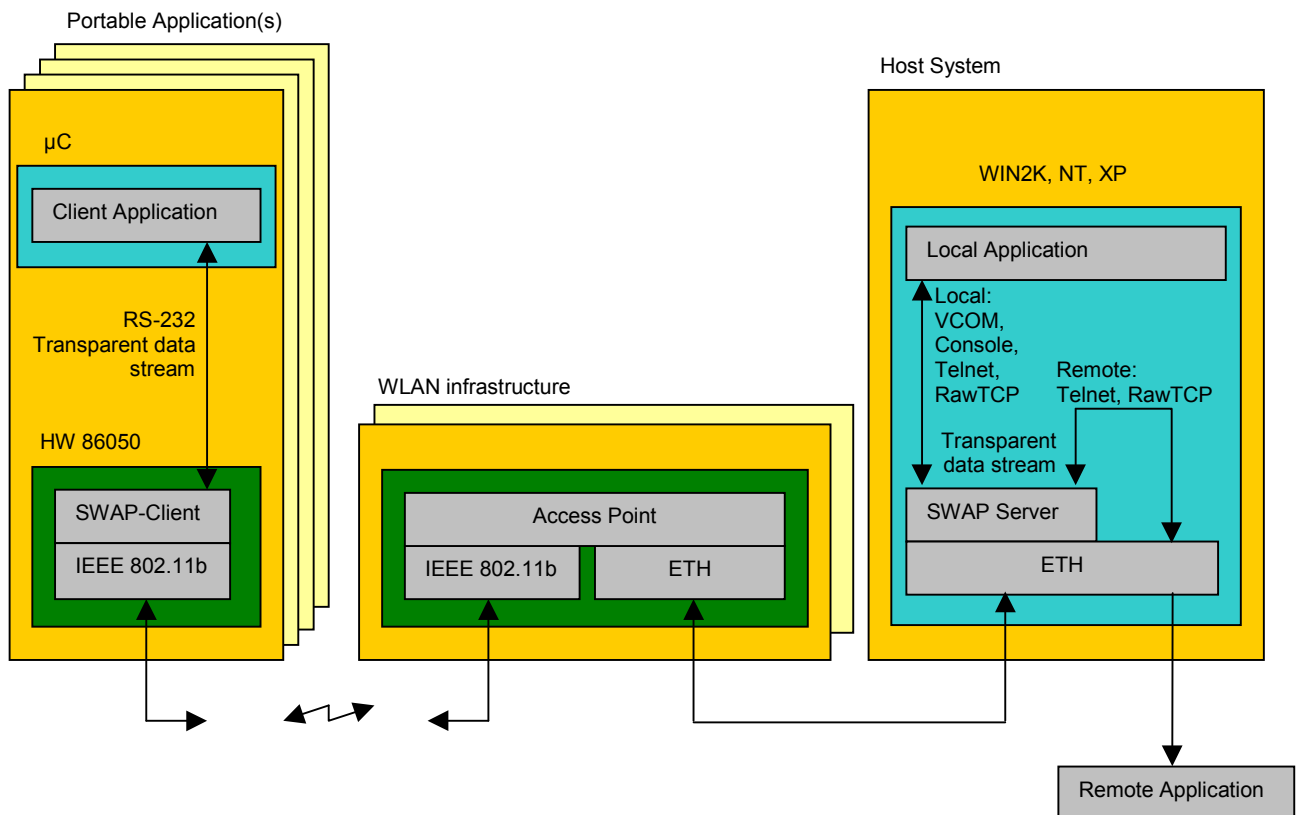 Portable Application(s)
µC
Client Application
RS-232
Transparent data
stream
HW 86050
SWAP-Client
IEEE 802.11b
WLAN infrastructure
Access Point
IEEE 802.11b
ETH
Host System
WIN2K, NT, XP
Local Application
Local:
VCOM,
Console,
Telnet,
RawTCP
Remote:
Telnet, RawTCP
Transparent
data stream
SWAP Server
ETH
Remote Application